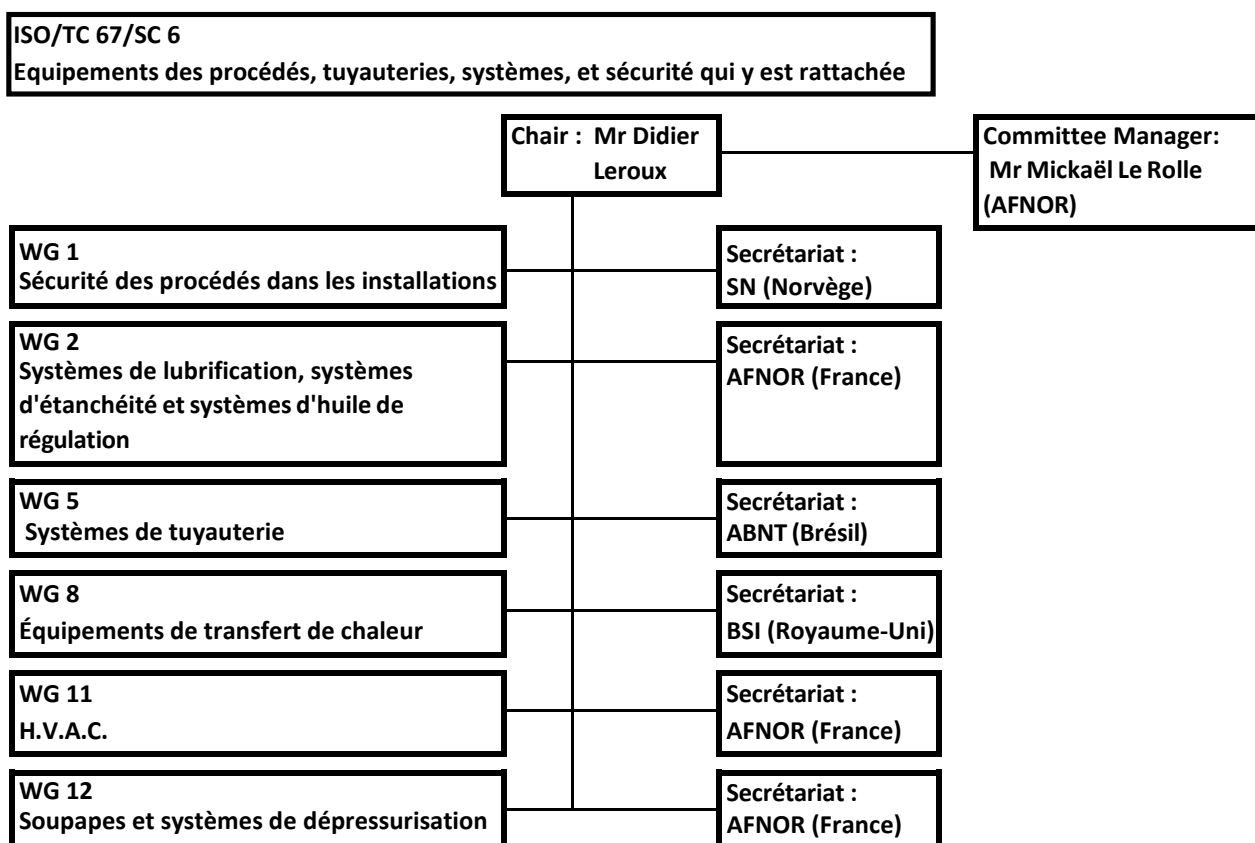 ISO/TC 67/SC 6
Equipements des procédés, tuyauteries, systèmes, et sécurité qui y est rattachée
Chair : Mr Didier
Leroux
Committee Manager:
Mr Mickaël Le Rolle
(AFNOR)
WG 1
Sécurité des procédés dans les installations
Secrétariat :
SN (Norvège)
WG 2
Systèmes de lubrification, systèmes
d'étanchéité et systèmes d'huile de
régulation
Secrétariat :
AFNOR (France)
WG 5
Systèmes de tuyauterie
Secrétariat :
ABNT (Brésil)
WG 8
Équipements de transfert de chaleur
Secrétariat :
BSI (Royaume-Uni)
WG 11
H.V.A.C.
Secrétariat :
AFNOR (France)
WG 12
Soupapes et systèmes de dépressurisation
Secrétariat :
AFNOR (France)